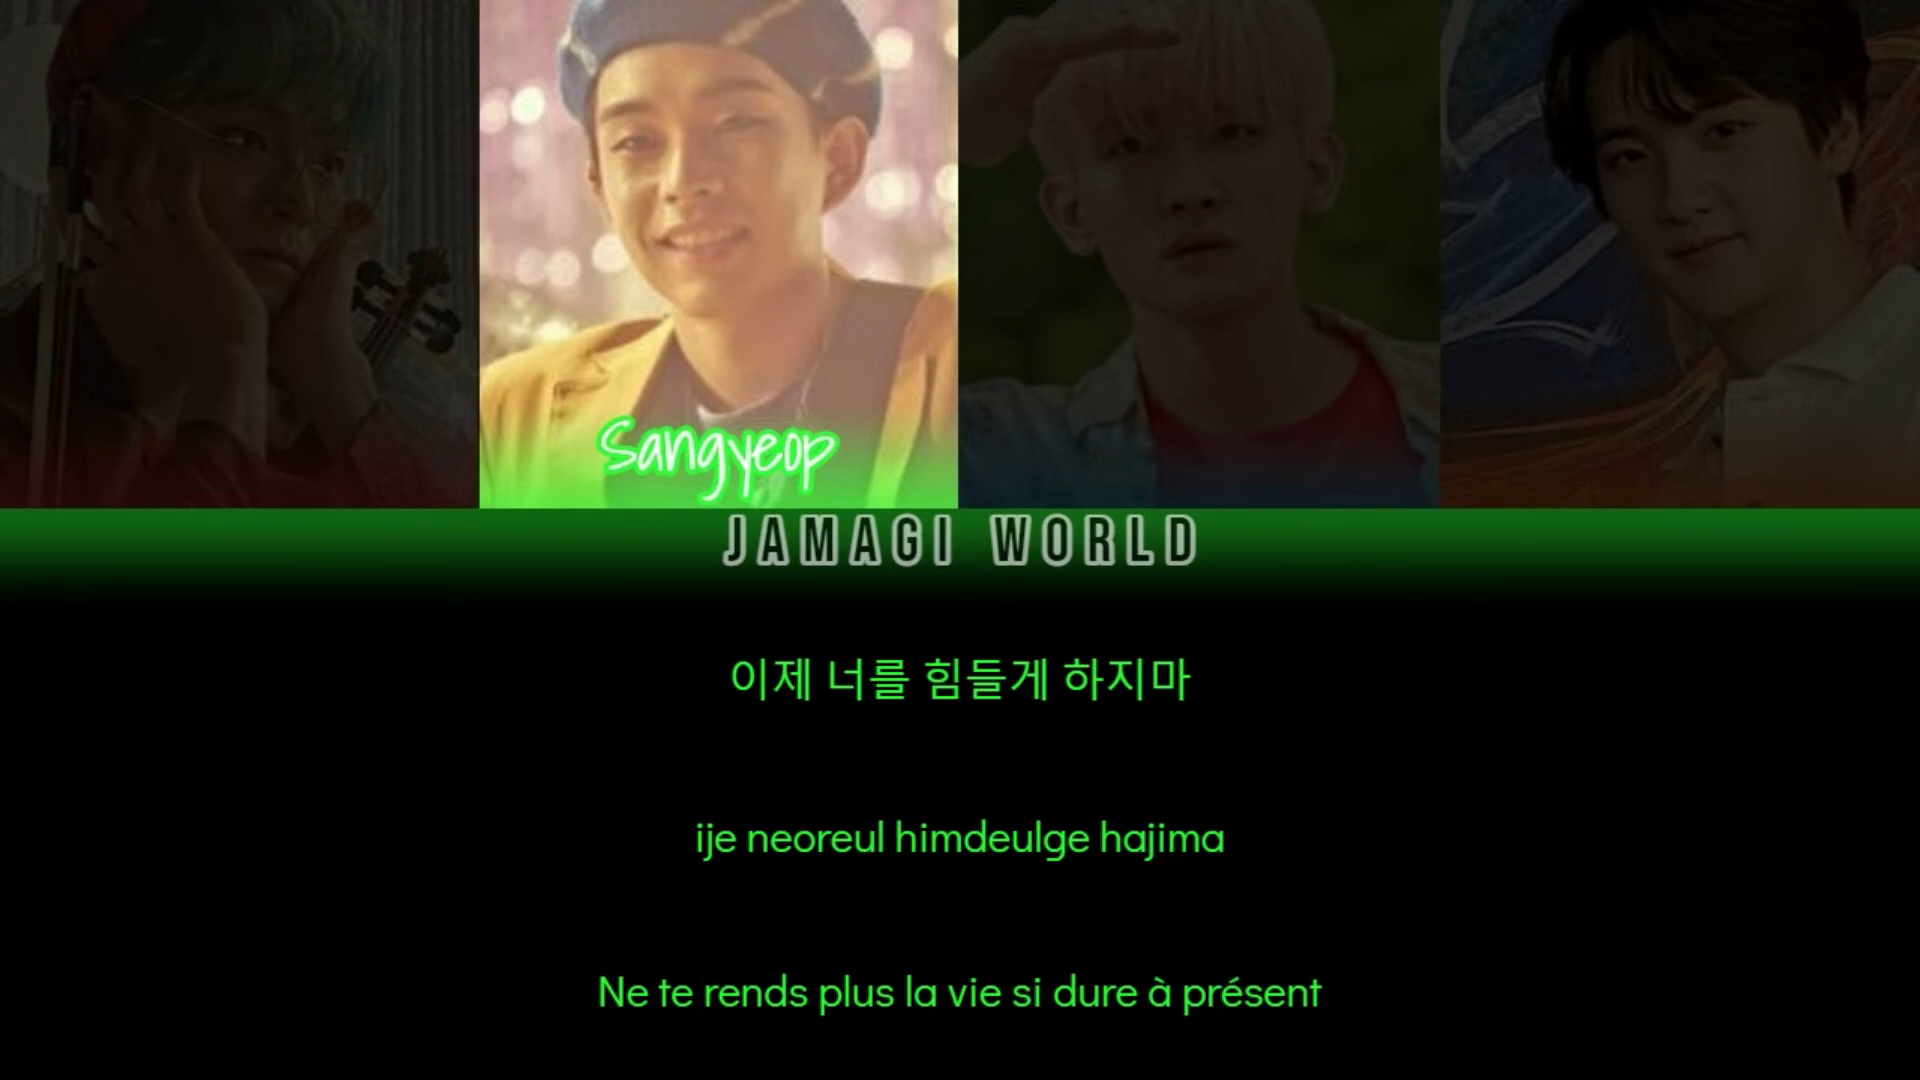 Sangyeop
JAMAGI WORLD
이제 너를 힘들게 하지마
ije neoreul himdeulge hajima
Ne te rends plus la vie si dure à présent